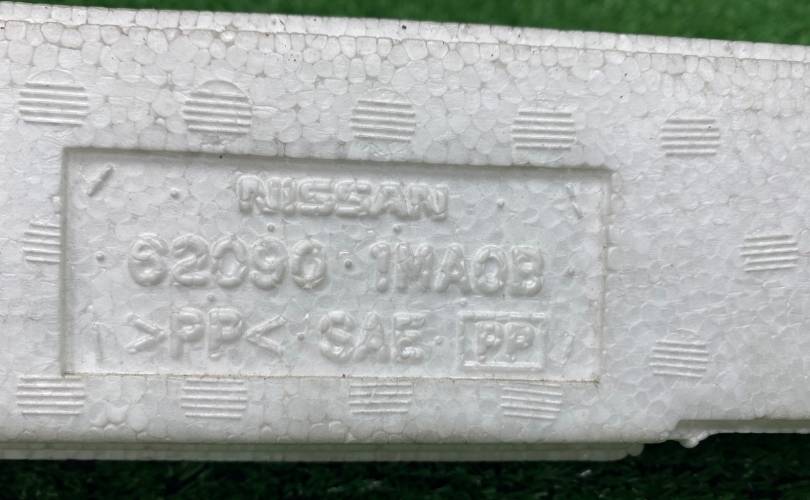 NISSAN
62090 · 1MA0B
>PP< SAE PP